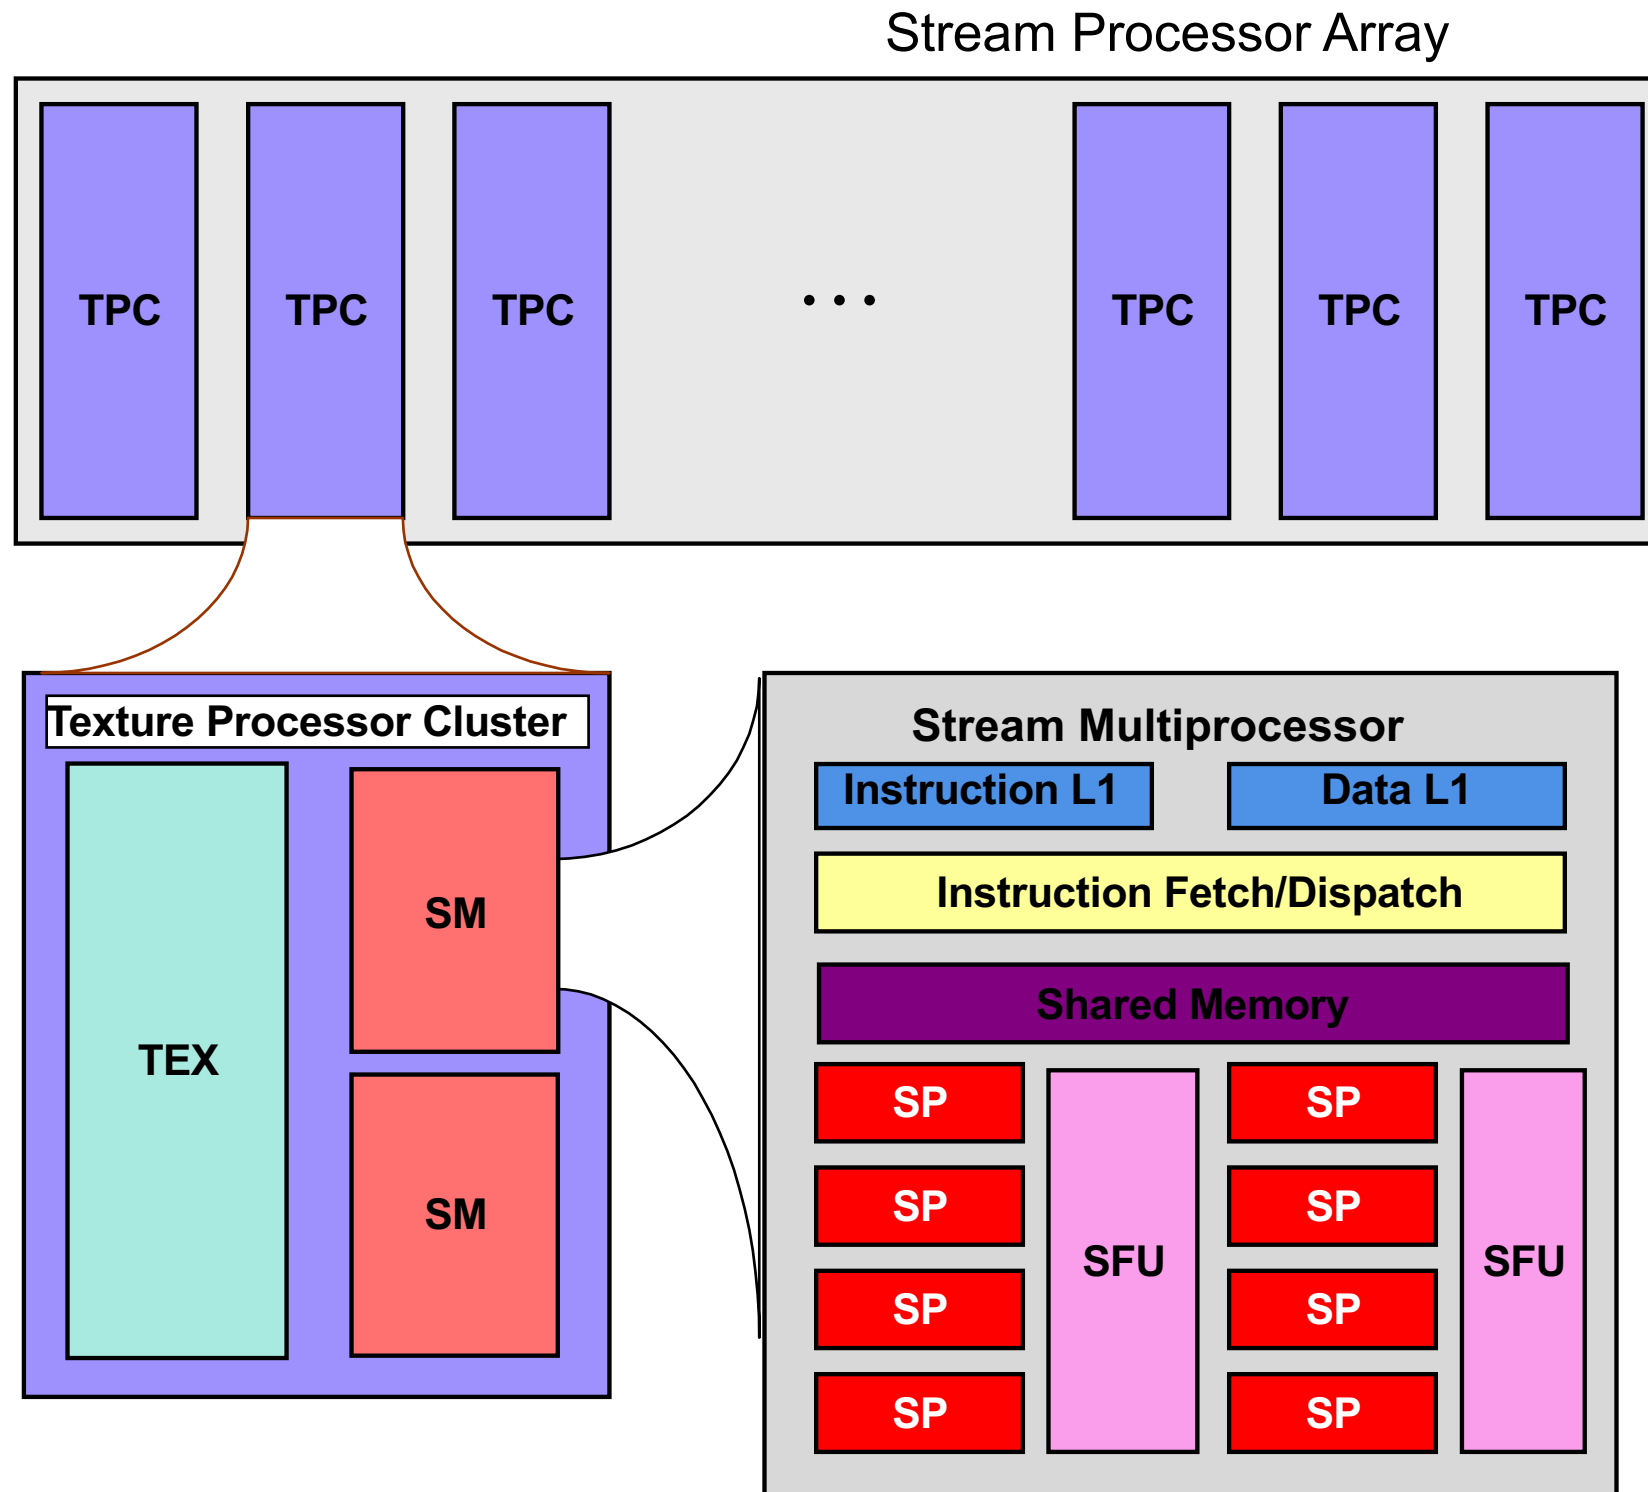 Stream Processor Array
TPC TPC TPC ... TPC TPC TPC
Texture Processor Cluster
TEX
SM
SM
Stream Multiprocessor
Instruction L1 Data L1
Instruction Fetch/Dispatch
Shared Memory
SP SP
SP SP
SFU SFU
SP SP
SP SP